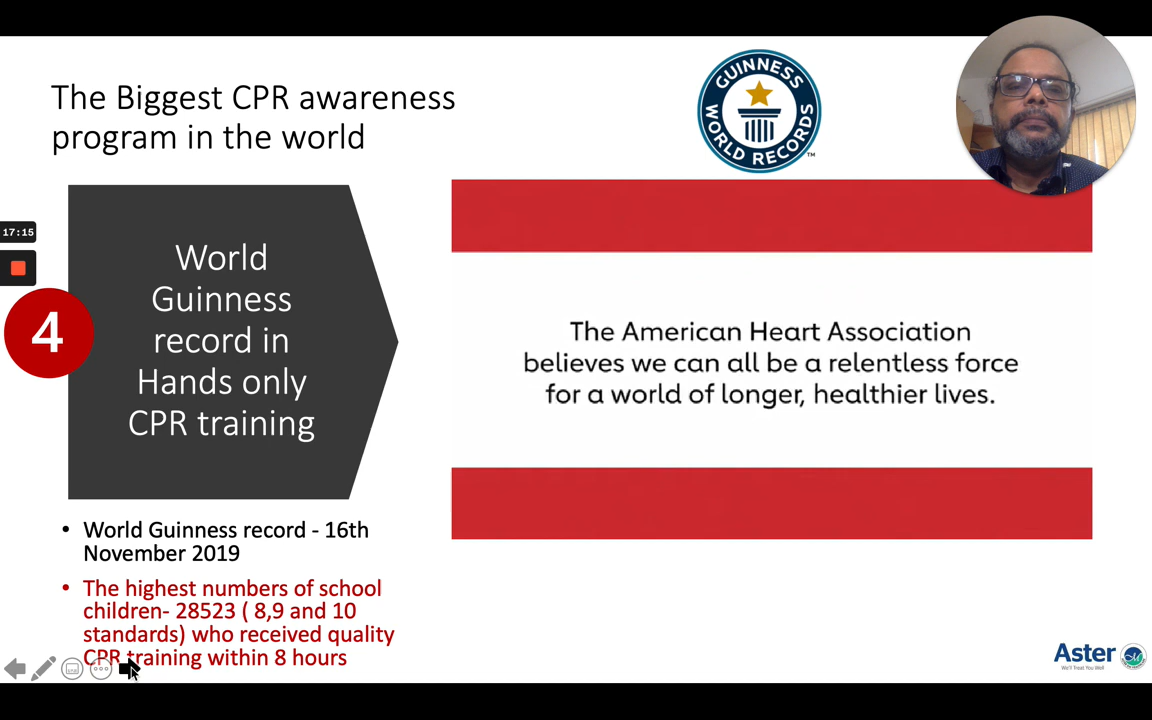 The Biggest CPR awareness
program in the world
GUINNESS
WORLD RECORDS
™
17:15
4
World
Guinness
record in
Hands only
CPR training
The American Heart Association
believes we can all be a relentless force
for a world of longer, healthier lives.
• World Guinness record - 16th
November 2019
• The highest numbers of school
children- 28523 ( 8,9 and 10
standards) who received quality
CPR training within 8 hours
Aster
We'll Treat You Well